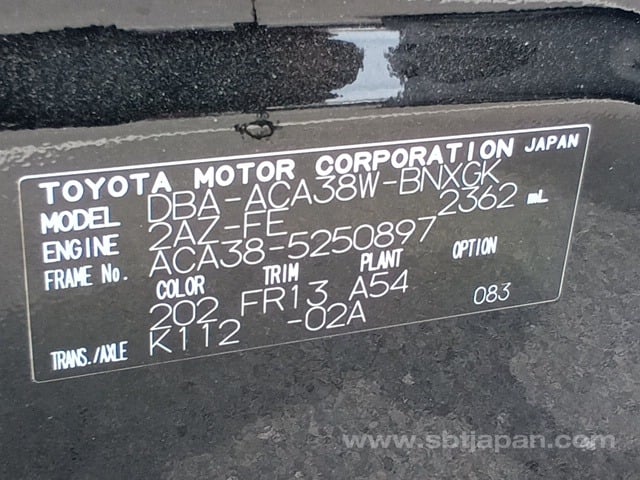 TOYOTA MOTOR CORPORATION JAPAN
MODEL DBA-ACA38W-BNXGK
ENGINE 2AZ-FE 2362 mL
FRAME No. ACA38-5250897
COLOR TRIM PLANT OPTION
202 FR13 A54
TRANS./AXLE K112 -02A 083
www.sbtjapan.com